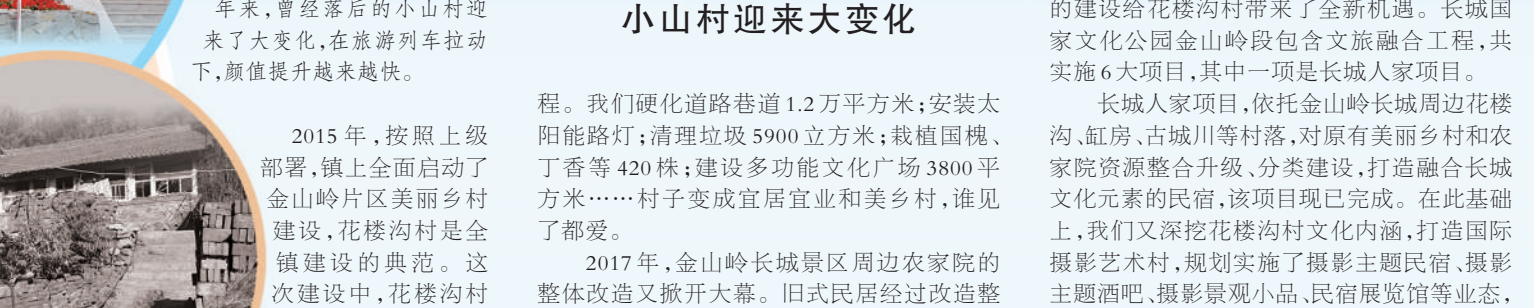 小山村迎来大变化
年来,曾经落后的小山村迎
来了大变化,在旅游列车拉动
下,颜值提升越来越快。
2015年,按照上级
部署,镇上全面启动了
金山岭片区美丽乡村
建设,花楼沟村是全
镇建设的典范。这
次建设中,花楼沟村
程。我们硬化道路巷道1.2万平方米;安装太
阳能路灯;清理垃圾5900立方米;栽植国槐、
丁香等420株;建设多功能文化广场3800平
方米……村子变成宜居宜业和美乡村,谁见
了都爱。
2017年,金山岭长城景区周边农家院的
整体改造又掀开大幕。旧式民居经过改造整
的建设给花楼沟村带来了全新机遇。长城国
家文化公园金山岭段包含文旅融合工程,共
实施6大项目,其中一项是长城人家项目。
长城人家项目,依托金山岭长城周边花楼
沟、缸房、古城川等村落,对原有美丽乡村和农
家院资源整合升级、分类建设,打造融合长城
文化元素的民宿,该项目现已完成。在此基础
上,我们又深挖花楼沟村文化内涵,打造国际
摄影艺术村,规划实施了摄影主题民宿、摄影
主题酒吧、摄影景观小品、民宿展览馆等业态,